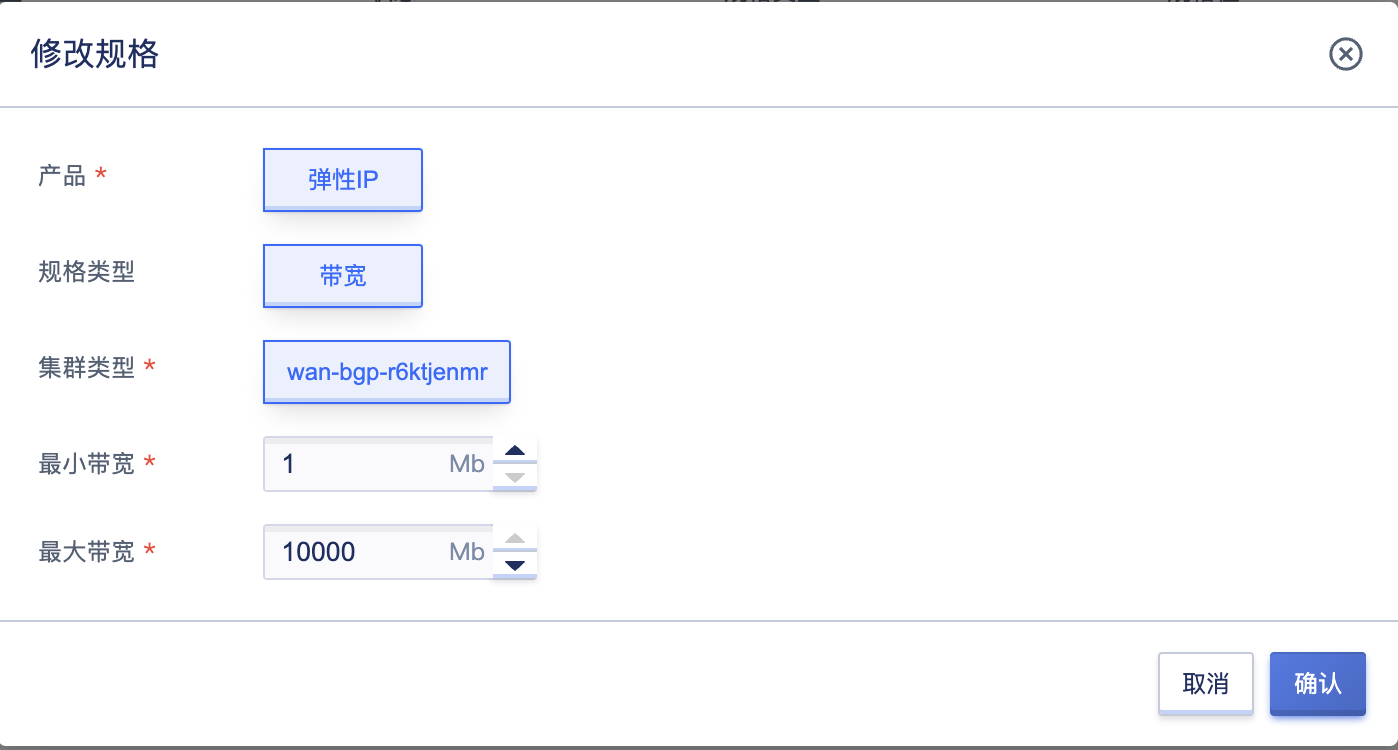 修改规格
产品 *
弹性IP
规格类型
带宽
集群类型 *
wan-bgp-r6ktjenmr
最小带宽 *
1 Mb
最大带宽 *
10000 Mb
取消
确认